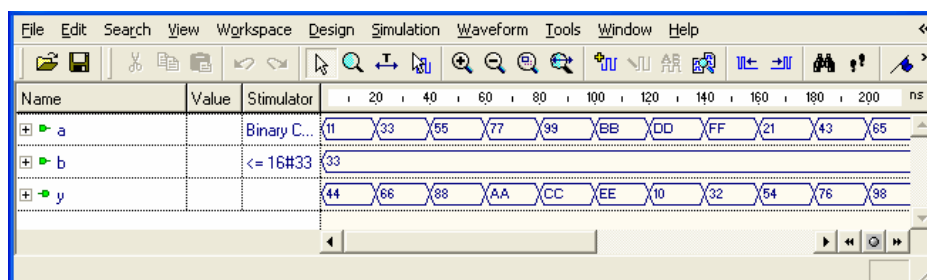 File Edit Search View Workspace Design Simulation Waveform Tools Window Help
Name Value Stimulator 20 40 60 80 100 120 140 160 180 200 ns
a Binary C... 11 33 55 77 99 BB DD FF 21 43 65
b <= 16#33 33
y 44 66 88 AA CC EE 10 32 54 76 98